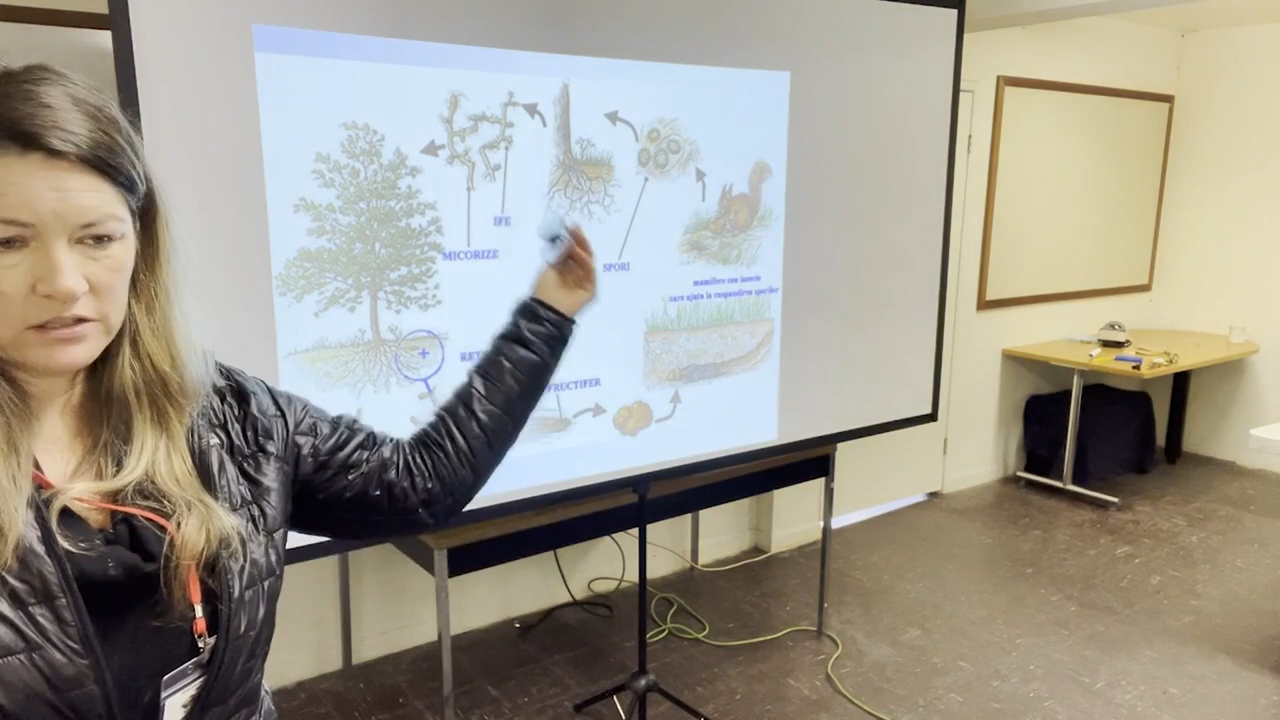 IFE
MICORIZE
SPORI
mamifere sau insecte
care ajuta la raspandirea sporilor
FRUCTIFER